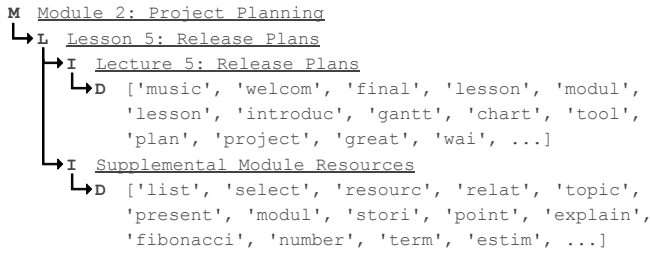 M Module 2: Project Planning
L Lesson 5: Release Plans
I Lecture 5: Release Plans
D ['music', 'welcom', 'final', 'lesson', 'modul',
'lesson', 'introduc', 'gantt', 'chart', 'tool',
'plan', 'project', 'great', 'wai', ...]
I Supplemental Module Resources
D ['list', 'select', 'resourc', 'relat', 'topic',
'present', 'modul', 'stori', 'point', 'explain',
'fibonacci', 'number', 'term', 'estim', ...]